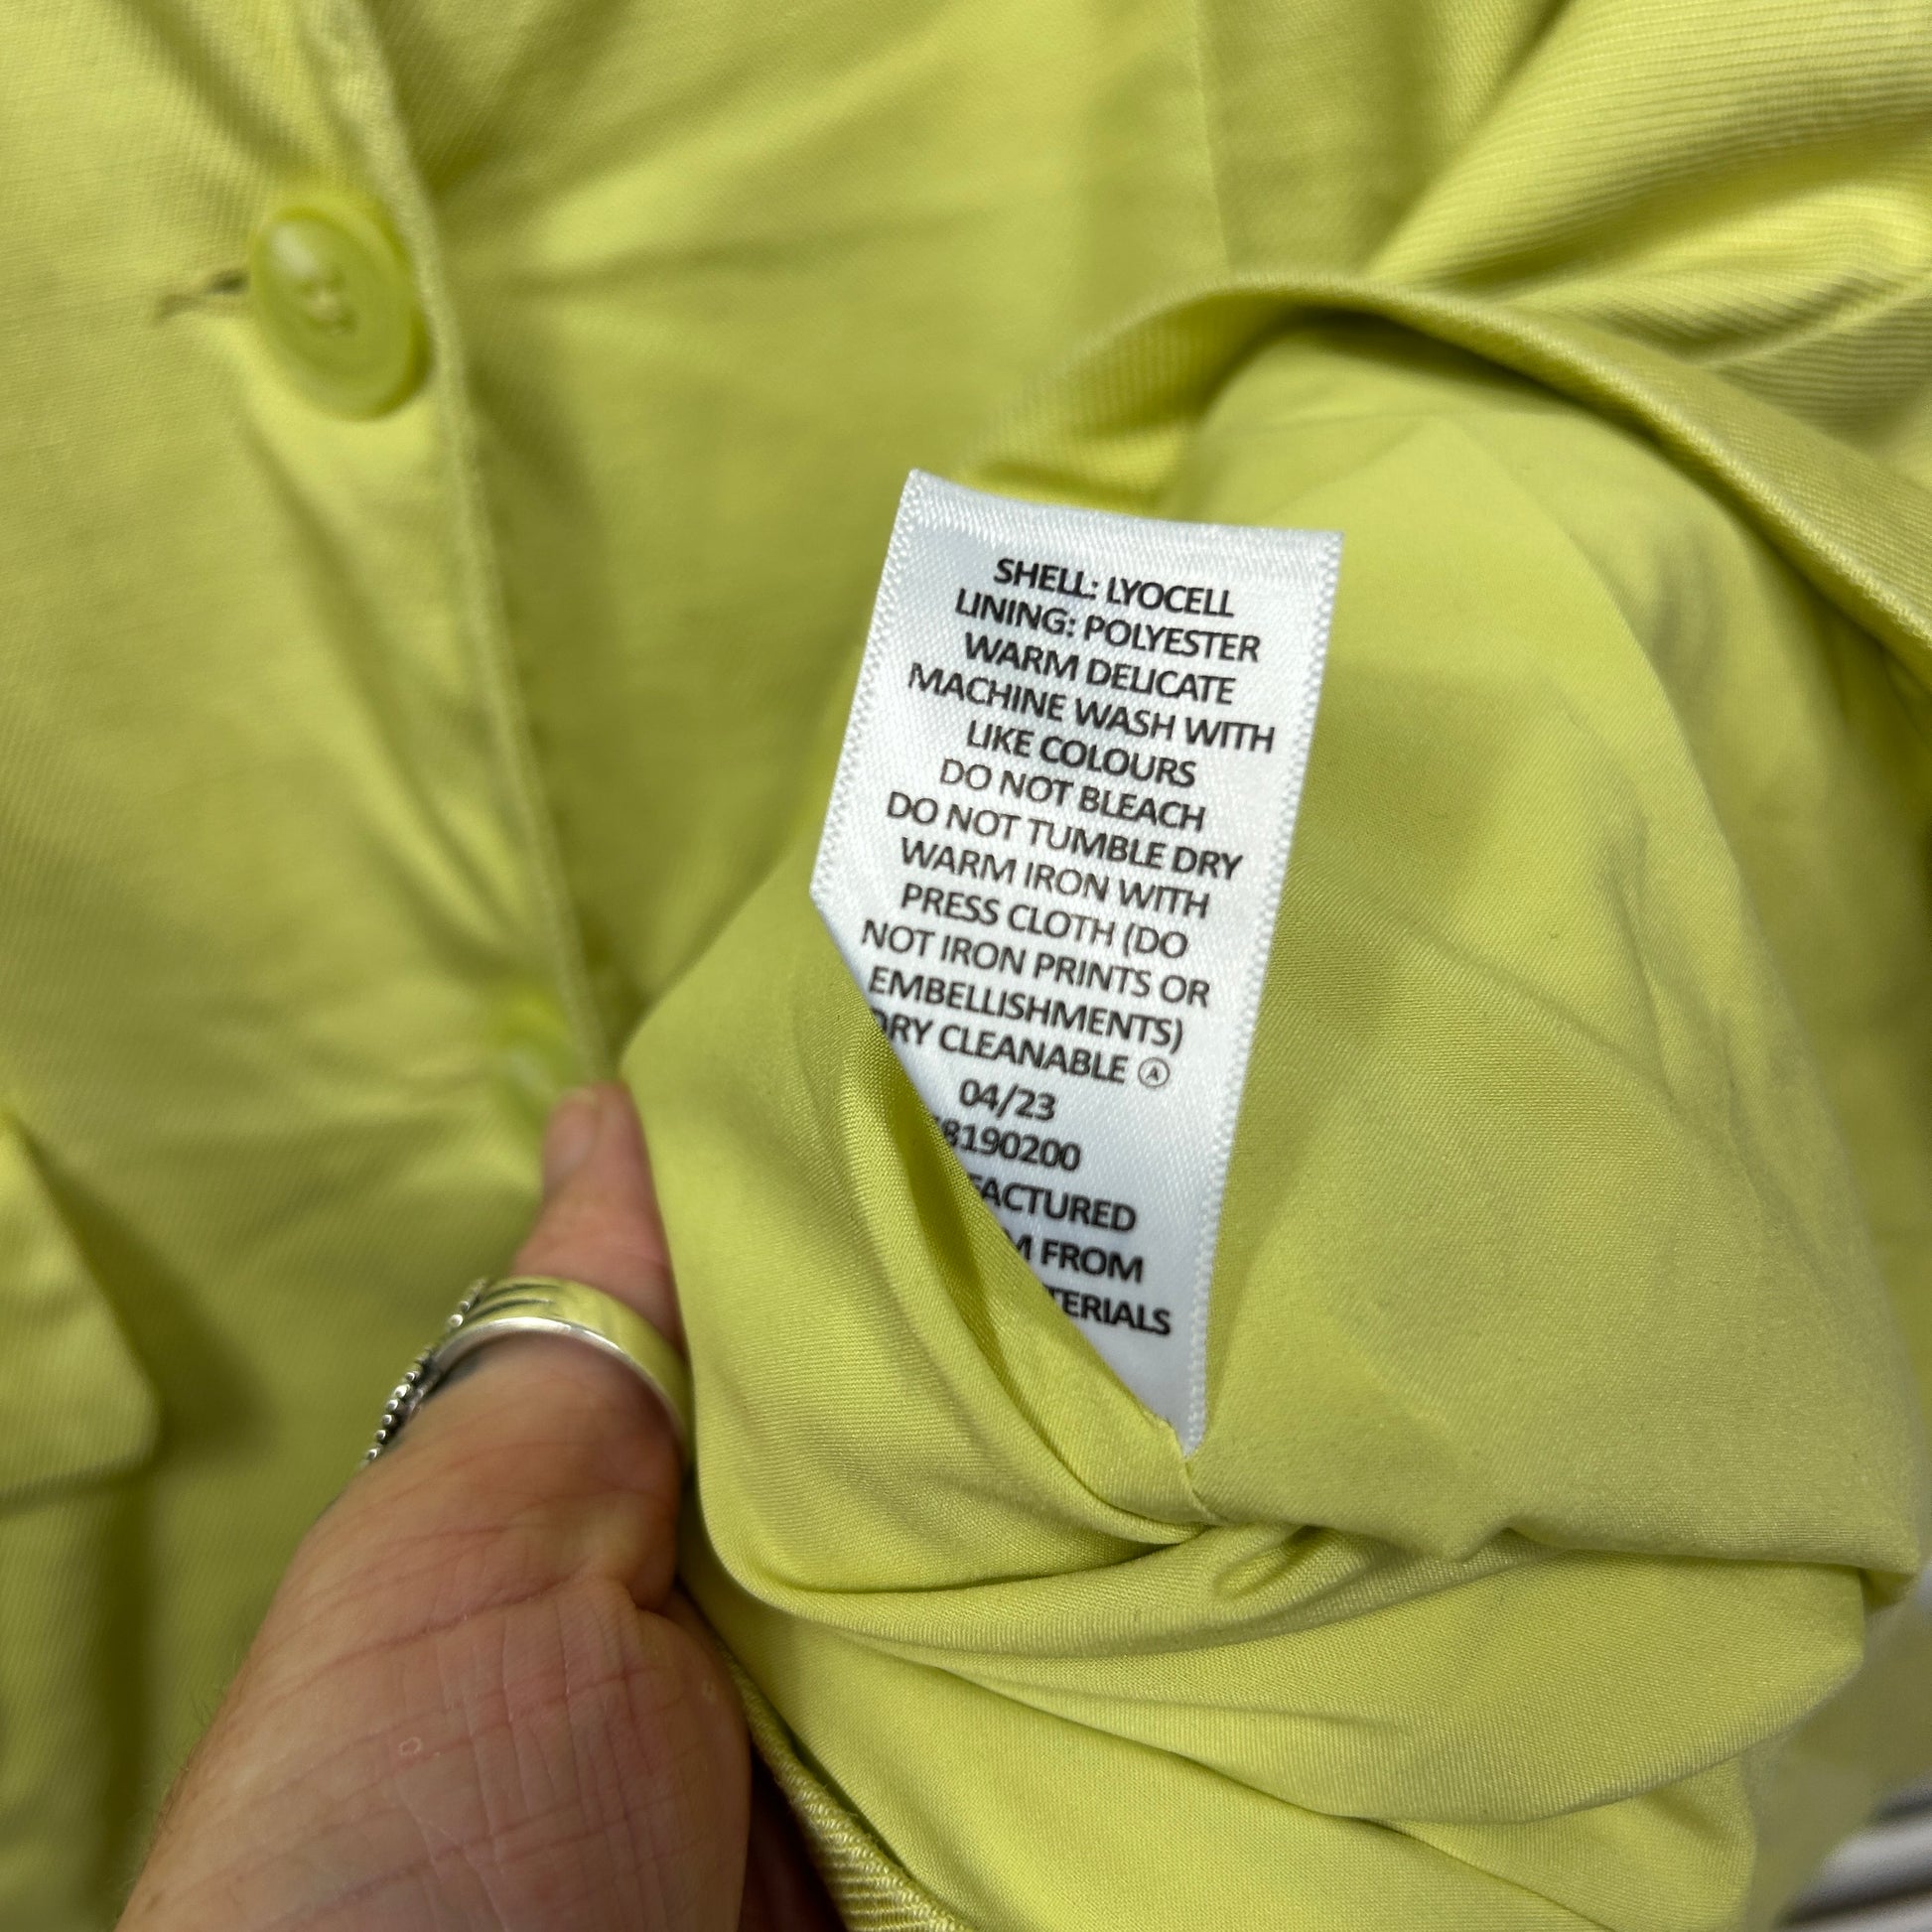 SHELL: LYOCELL
LINING: POLYESTER
WARM DELICATE
MACHINE WASH WITH
LIKE COLOURS
DO NOT BLEACH
DO NOT TUMBLE DRY
WARM IRON WITH
PRESS CLOTH (DO
NOT IRON PRINTS OR
EMBELLISHMENTS)
DRY CLEANABLE Ⓐ
04/23
8190200
FACTURED
M FROM
TERIALS